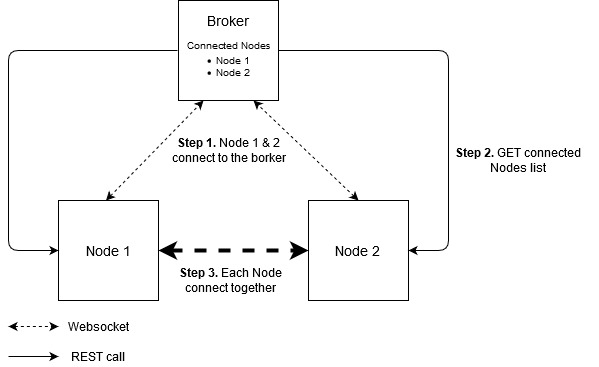 Broker
Connected Nodes
• Node 1
• Node 2
Step 1. Node 1 & 2
connect to the borker
Step 2. GET connected
Nodes list
Node 1
Node 2
Step 3. Each Node
connect together
Websocket
REST call